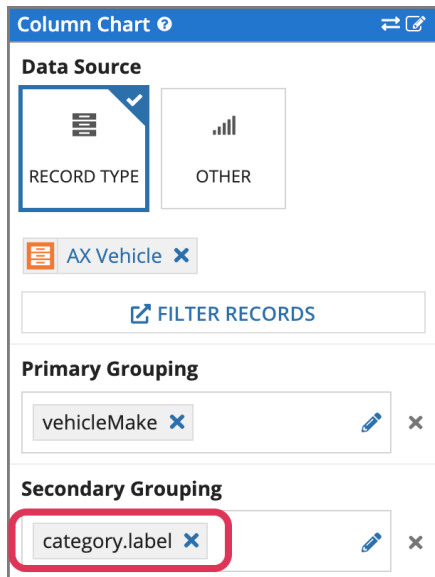 Column Chart
Data Source
RECORD TYPE
OTHER
AX Vehicle
FILTER RECORDS
Primary Grouping
vehicleMake
Secondary Grouping
category.label